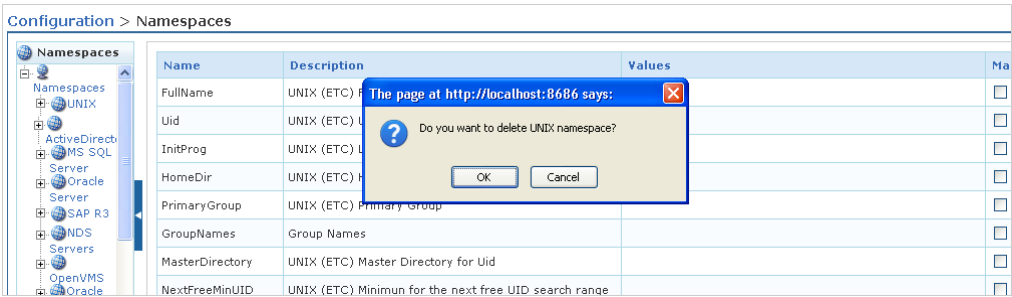 Configuration > Namespaces
Namespaces
Namespaces
UNIX
ActiveDirect
MS SQL
Server
Oracle
Server
SAP R3
NDS
Servers
OpenVMS
Oracle
Name Description Values Ma
FullName UNIX (ETC) F
Uid UNIX (ETC) U
InitProg UNIX (ETC) L
HomeDir UNIX (ETC) H
PrimaryGroup UNIX (ETC) Primary Group
GroupNames Group Names
MasterDirectory UNIX (ETC) Master Directory for Uid
NextFreeMinUID UNIX (ETC) Minimun for the next free UID search range
The page at http://localhost:8686 says:
Do you want to delete UNIX namespace?
OK Cancel